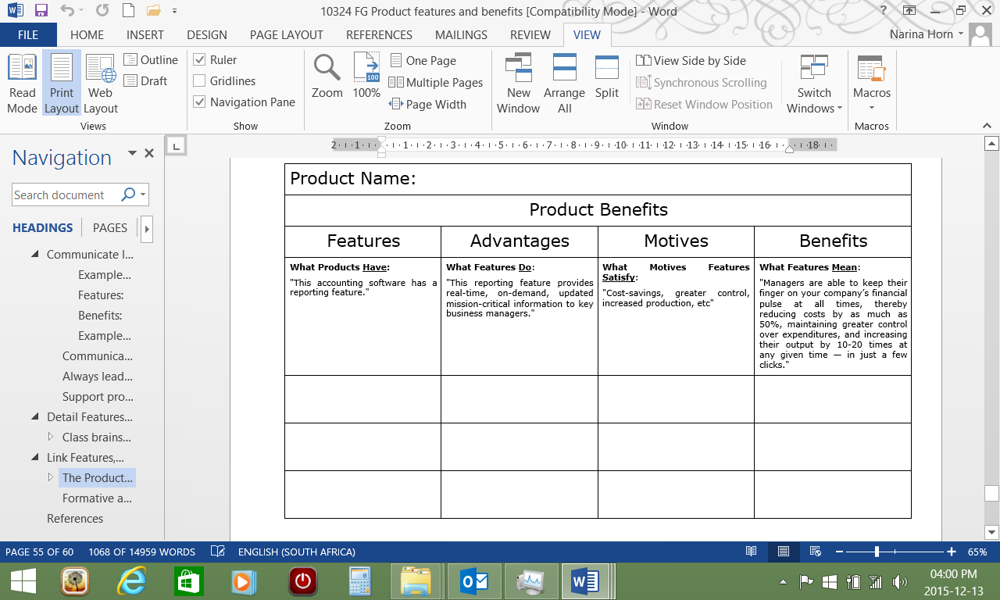 10324 FG Product features and benefits [Compatibility Mode] - Word
?
FILE HOME INSERT DESIGN PAGE LAYOUT REFERENCES MAILINGS REVIEW VIEW Narina Horn
Read Mode
Print Layout
Web Layout
Outline
Draft
Views
Ruler
Gridlines
Navigation Pane
Show
Zoom
100
100%
One Page
Multiple Pages
Page Width
Zoom
New Window
Arrange All
Split
View Side by Side
Synchronous Scrolling
Reset Window Position
Window
Switch Windows
Macros
Macros
Navigation
Search document
HEADINGS PAGES
Communicate I...
Example...
Features:
Benefits:
Example...
Communica...
Always lead...
Support pro...
Detail Features...
Class brains...
Link Features,...
The Product...
Formative a...
References
2 1 1 2 3 4 5 6 7 8 9 10 11 12 13 14 15 16 18
Product Name:
Product Benefits
Features Advantages Motives Benefits
What Products Have:
"This accounting software has a
reporting feature."
What Features Do:
"This reporting feature provides
real-time, on-demand, updated
mission-critical information to key
business managers."
What Motives Features
Satisfy:
"Cost-savings, greater control,
increased production, etc"
What Features Mean:
"Managers are able to keep their
finger on your company's financial
pulse at all times, thereby
reducing costs by as much as
50%, maintaining greater control
over expenditures, and increasing
their output by 10-20 times at
any given time — in just a few
clicks."
PAGE 55 OF 60 1068 OF 14959 WORDS ENGLISH (SOUTH AFRICA) 65%
04:00 PM
2015-12-13